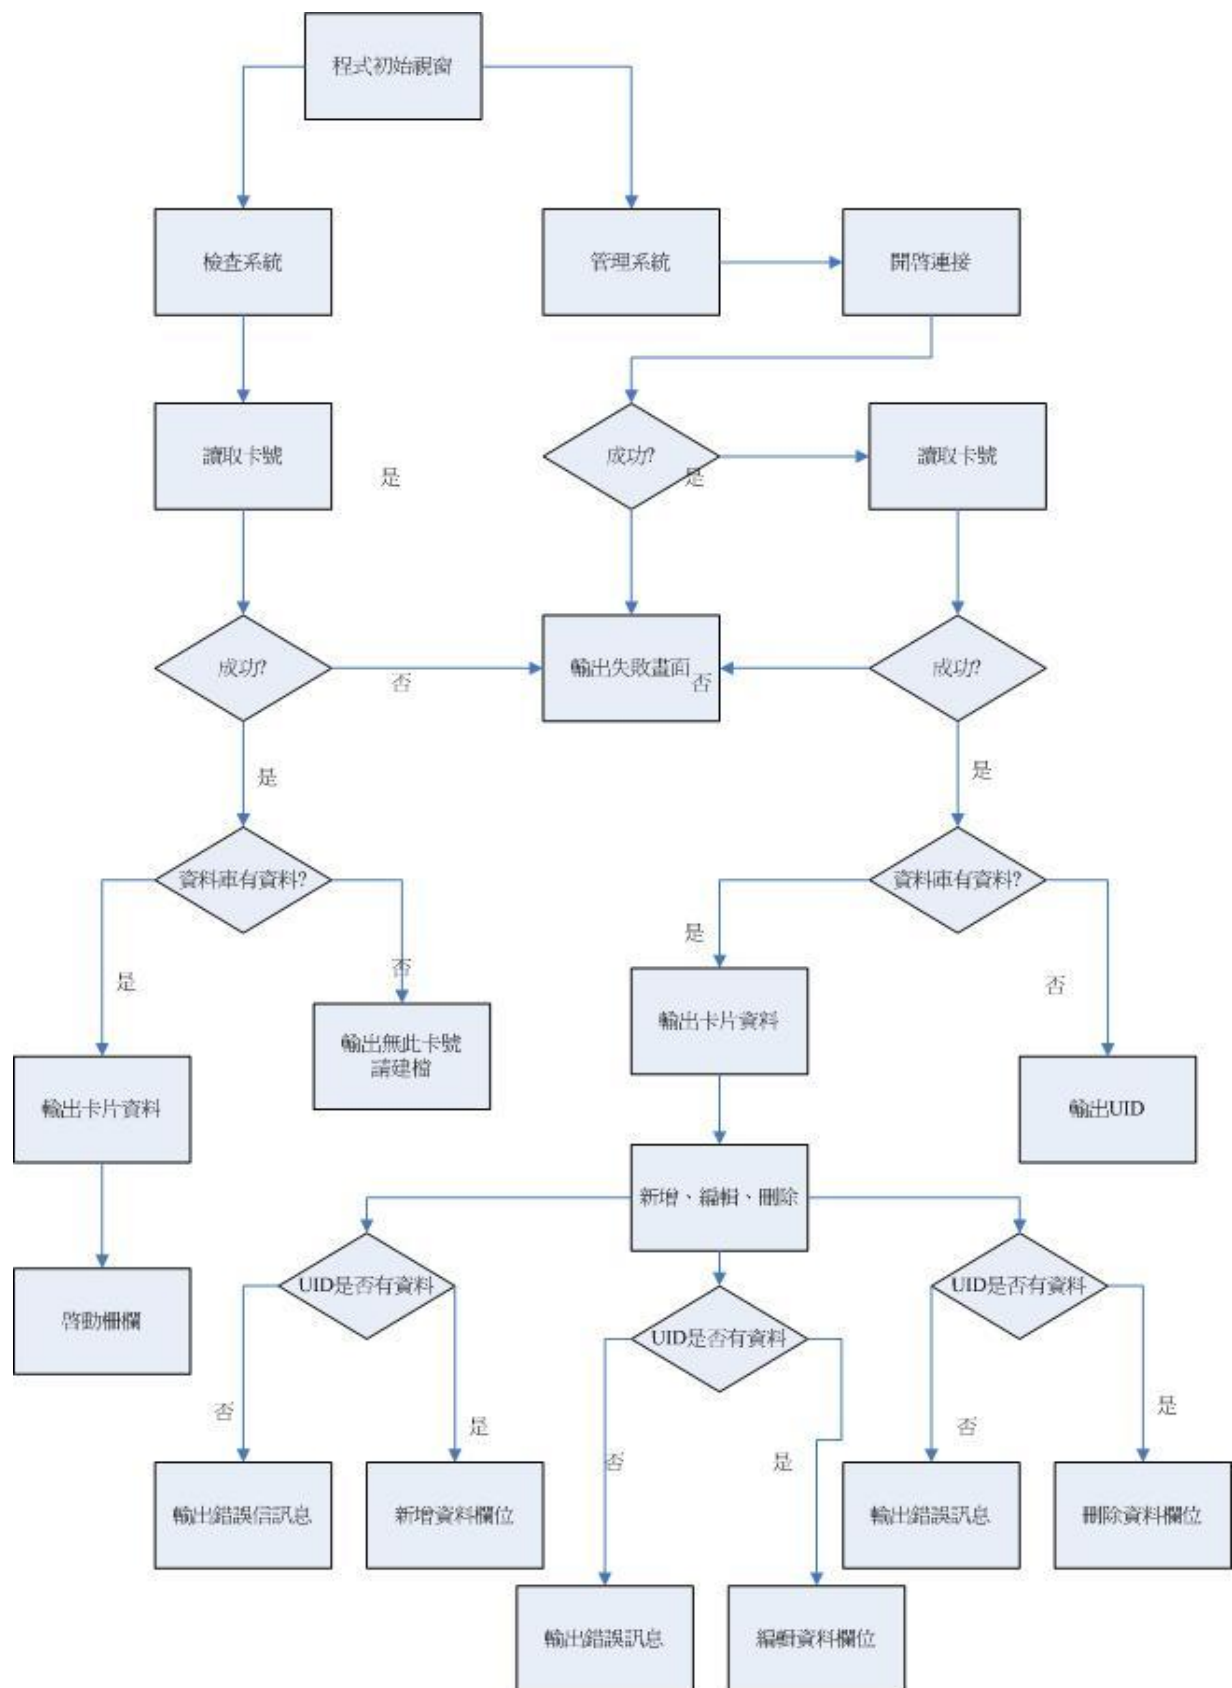 程式初始視窗
檢查系統
管理系統
開啓連接
讀取卡號
是
成功?
是
讀取卡號
成功?
否
輸出失敗畫面
否
成功?
是
是
資料庫有資料?
資料庫有資料?
是
是
否
否
輸出無此卡號
請建檔
輸出卡片資料
輸出卡片資料
輸出UID
新增、編輯、刪除
啓動柵欄
UID是否有資料
UID是否有資料
UID是否有資料
否
是
否
是
否
是
輸出錯誤信訊息
新增資料欄位
輸出錯誤訊息
刪除資料欄位
輸出錯誤訊息
編輯資料欄位